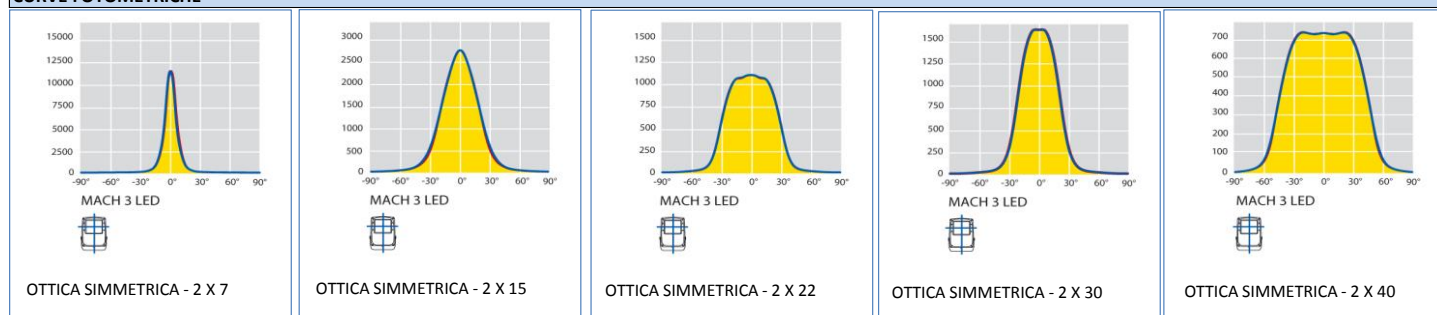 CURVE FOTOMETRICHE
15000
12500
10000
7500
5000
2500
0
-90° -60° -30° 0° 30° 60° 90°
MACH 3 LED
OTTICA SIMMETRICA - 2 X 7
3000
2500
2000
1500
1000
500
0
-90° -60° -30° 0° 30° 60° 90°
MACH 3 LED
OTTICA SIMMETRICA - 2 X 15
1500
1250
1000
750
500
250
0
-90° -60° -30° 0° 30° 60° 90°
MACH 3 LED
OTTICA SIMMETRICA - 2 X 22
1500
1250
1000
750
500
250
0
-90° -60° -30° 0° 30° 60° 90°
MACH 3 LED
OTTICA SIMMETRICA - 2 X 30
700
600
500
400
300
200
100
0
-90° -60° -30° 0° 30° 60° 90°
MACH 3 LED
OTTICA SIMMETRICA - 2 X 40